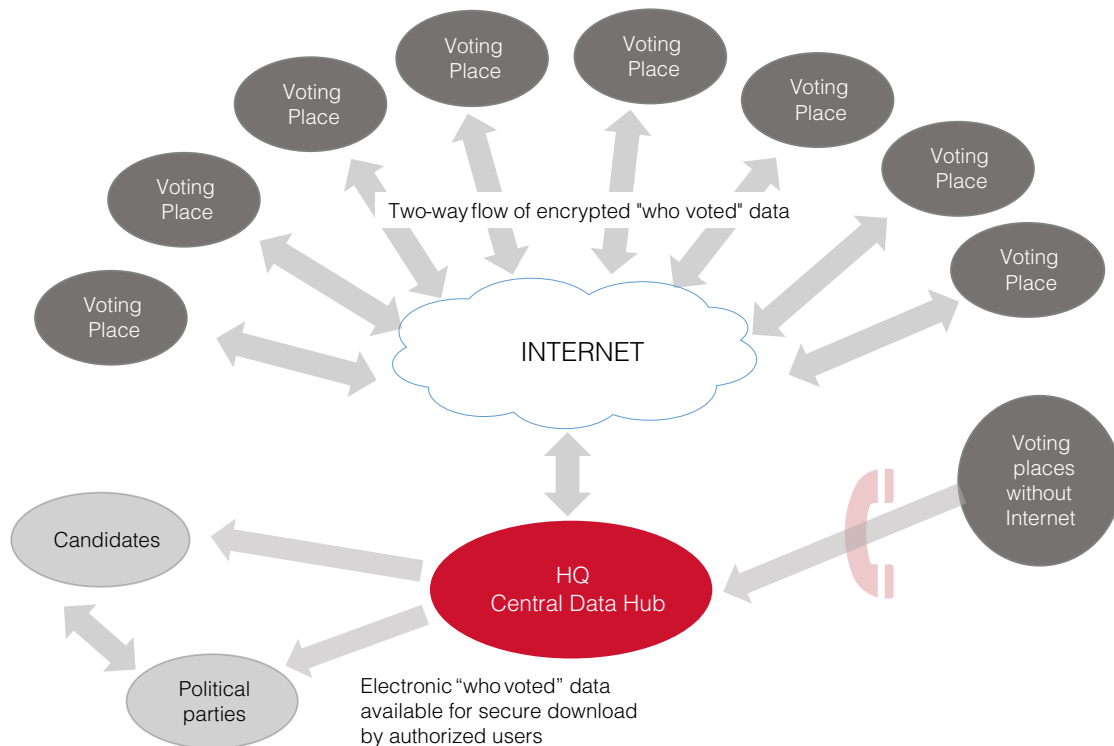 Voting
Place
Voting
Place
Voting
Place
Voting
Place
Voting
Place
Voting
Place
Voting
Place
Voting
Place
Two-way flow of encrypted "who voted" data
INTERNET
Voting
places
without
Internet
Candidates
HQ
Central Data Hub
Political
parties
Electronic “who voted” data
available for secure download
by authorized users